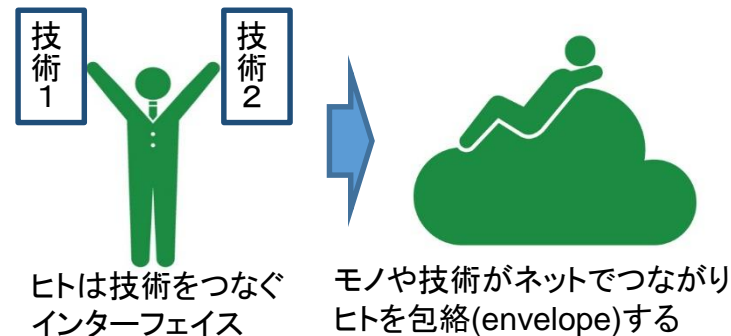 技術1
技術2
ヒトは技術をつなぐ
インターフェイス
モノや技術がネットでつながり
ヒトを包絡(envelope)する